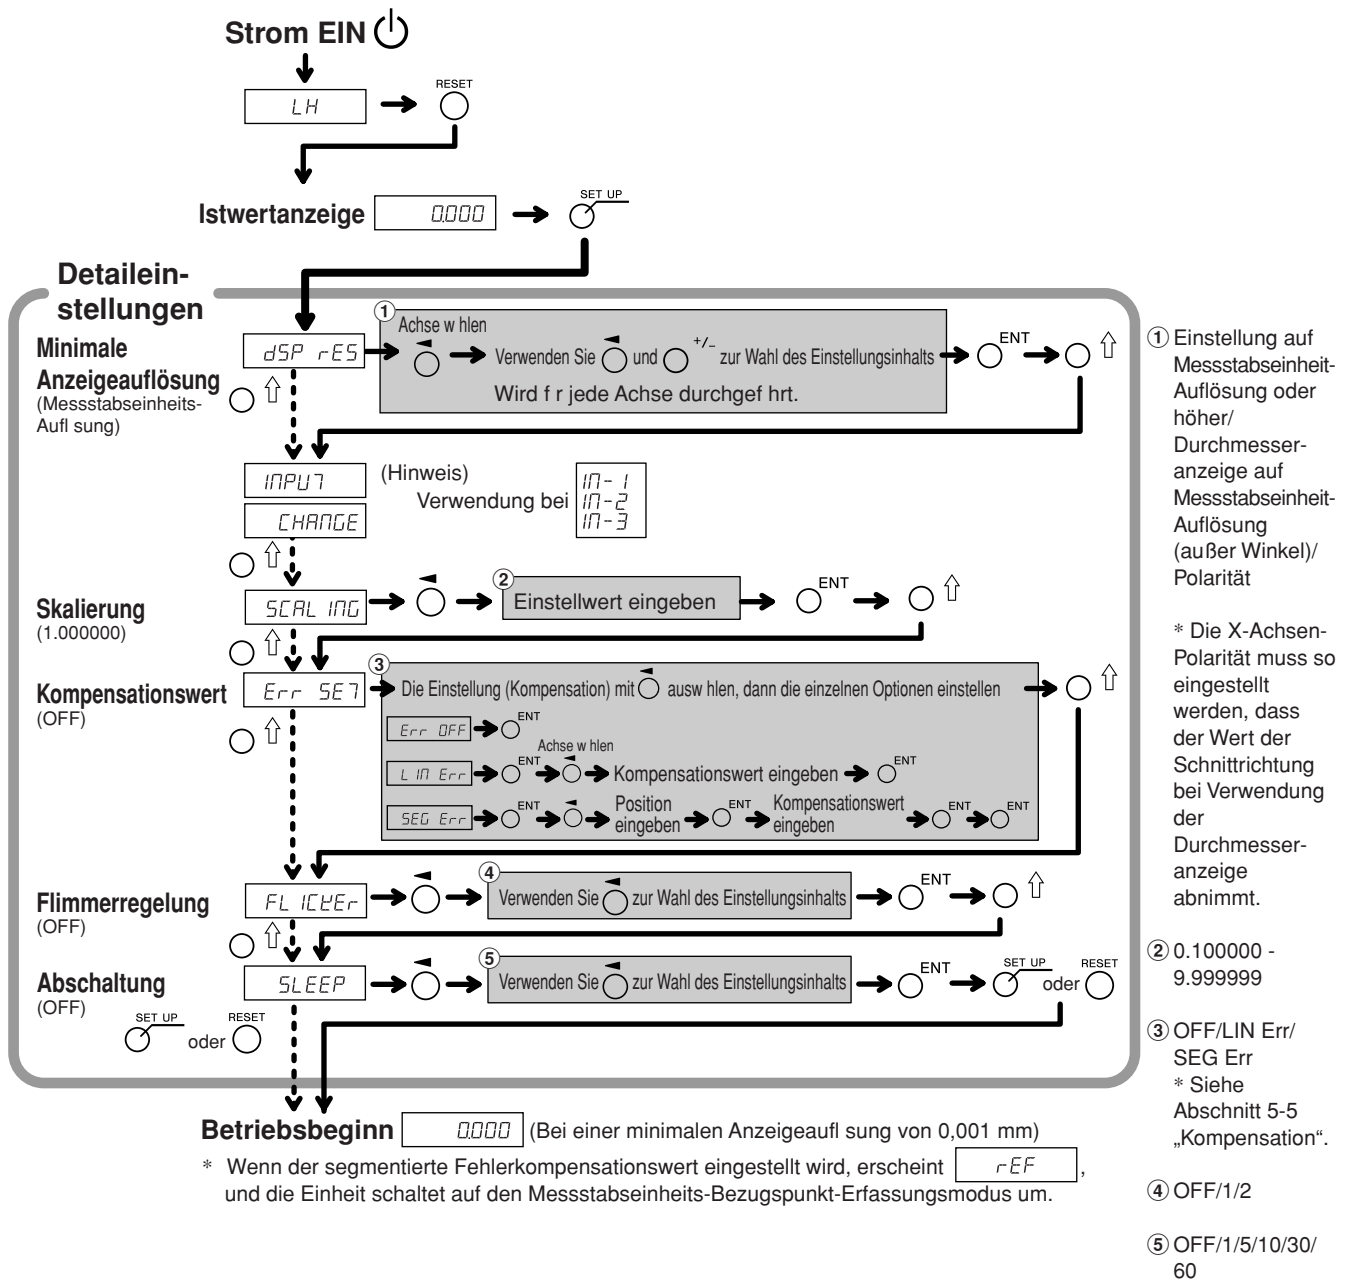 Strom EIN
LH
RESET
Istwertanzeige
0.000
SET UP
Detailein-
stellungen
Minimale
Anzeigeauflösung
(Messstabseinheits-
Aufl sung)
dSP rES
1
Achse w hlen
Verwenden Sie und +/- zur Wahl des Einstellungsinhalts
Wird f r jede Achse durchgef hrt.
ENT
INPUT
CHANGE
(Hinweis)
Verwendung bei
IN-1
IN-2
IN-3
Skalierung
(1.000000)
SCALING
2
Einstellwert eingeben
ENT
Kompensationswert
(OFF)
Err SET
3
Die Einstellung (Kompensation) mit ausw hlen, dann die einzelnen Optionen einstellen
Err OFF
ENT
LIN Err
ENT
Achse w hlen
Kompensationswert eingeben
ENT
SEG Err
ENT
Position
eingeben
ENT
Kompensationswert
eingeben
ENT
ENT
Flimmerregelung
(OFF)
FLICKEr
4
Verwenden Sie zur Wahl des Einstellungsinhalts
ENT
Abschaltung
(OFF)
SLEEP
5
Verwenden Sie zur Wahl des Einstellungsinhalts
ENT
SET UP
oder
RESET
SET UP
oder
RESET
Betriebsbeginn
0.000
(Bei einer minimalen Anzeigeaufl sung von 0,001 mm)
* Wenn der segmentierte Fehlerkompensationswert eingestellt wird, erscheint rEF ,
und die Einheit schaltet auf den Messstabseinheits-Bezugspunkt-Erfassungsmodus um.
1 Einstellung auf
Messstabseinheit-
Auflösung oder
höher/
Durchmesser-
anzeige auf
Messstabseinheit-
Auflösung
(außer Winkel)/
Polarität
* Die X-Achsen-
Polarität muss so
eingestellt
werden, dass
der Wert der
Schnittrichtung
bei Verwendung
der
Durchmesser-
anzeige
abnimmt.
2 0.100000 -
9.999999
3 OFF/LIN Err/
SEG Err
* Siehe
Abschnitt 5-5
„Kompensation“.
4 OFF/1/2
5 OFF/1/5/10/30/
60